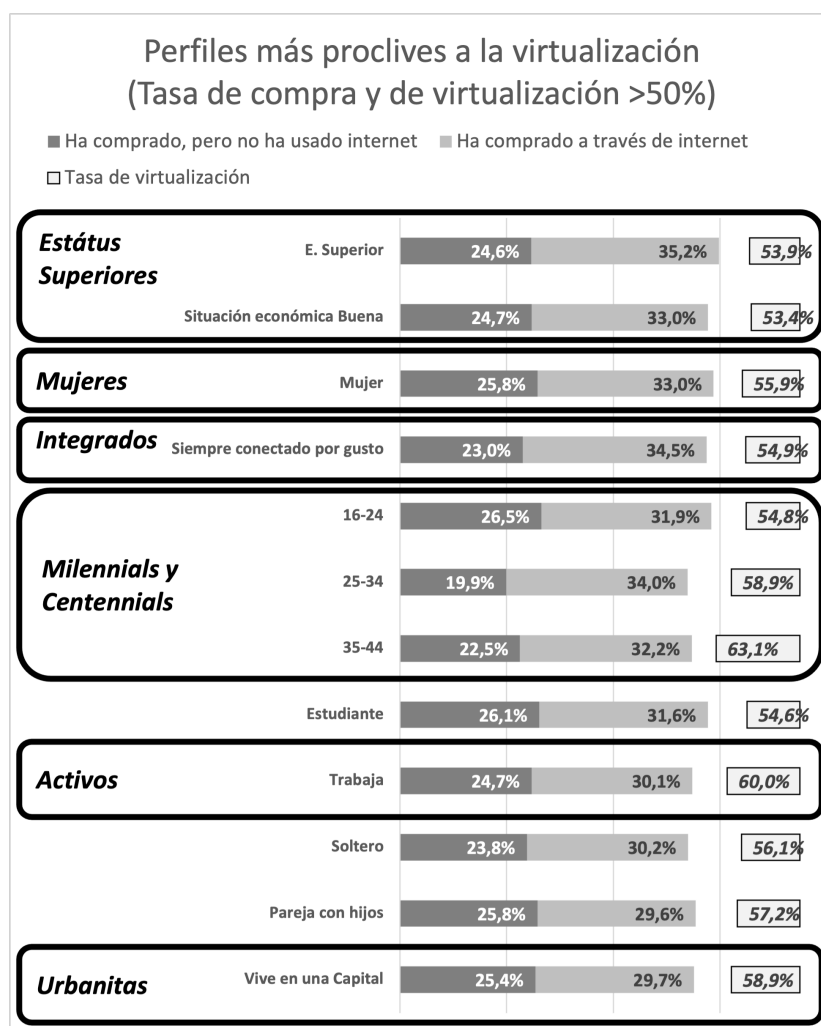 Perfiles más proclives a la virtualización
(Tasa de compra y de virtualización >50%)
Ha comprado, pero no ha usado internet
Ha comprado a través de internet
Tasa de virtualización
Estátus
Superiores
E. Superior
24,6%
35,2%
53,9%
Situación económica Buena
24,7%
33,0%
53,4%
Mujeres
Mujer
25,8%
33,0%
55,9%
Integrados
Siempre conectado por gusto
23,0%
34,5%
54,9%
Milennials y
Centennials
16-24
26,5%
31,9%
54,8%
25-34
19,9%
34,0%
58,9%
35-44
22,5%
32,2%
63,1%
Estudiante
26,1%
31,6%
54,6%
Activos
Trabaja
24,7%
30,1%
60,0%
Soltero
23,8%
30,2%
56,1%
Pareja con hijos
25,8%
29,6%
57,2%
Urbanitas
Vive en una Capital
25,4%
29,7%
58,9%